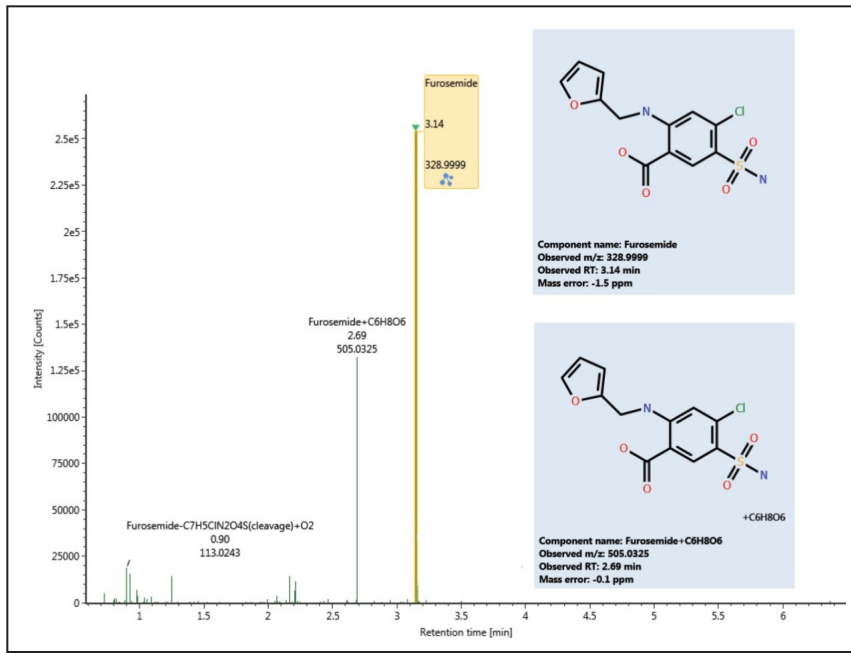 Furosemide
3.14
328.9999
Furosemide+C6H8O6
2.69
505.0325
Furosemide-C7H5ClN2O4S(cleavage)+O2
0.90
113.0243
Intensity [Counts]
2.5e5
2.25e5
2e5
1.75e5
1.5e5
1.25e5
100000
75000
50000
25000
0
1
1.5
2
2.5
3
3.5
4
4.5
5
5.5
6
Retention time [min]
O
N
Cl
O
O
S
O
O
N
Component name: Furosemide
Observed m/z: 328.9999
Observed RT: 3.14 min
Mass error: -1.5 ppm
O
N
Cl
O
O
S
O
O
N
+C6H8O6
Component name: Furosemide+C6H8O6
Observed m/z: 505.0325
Observed RT: 2.69 min
Mass error: -0.1 ppm